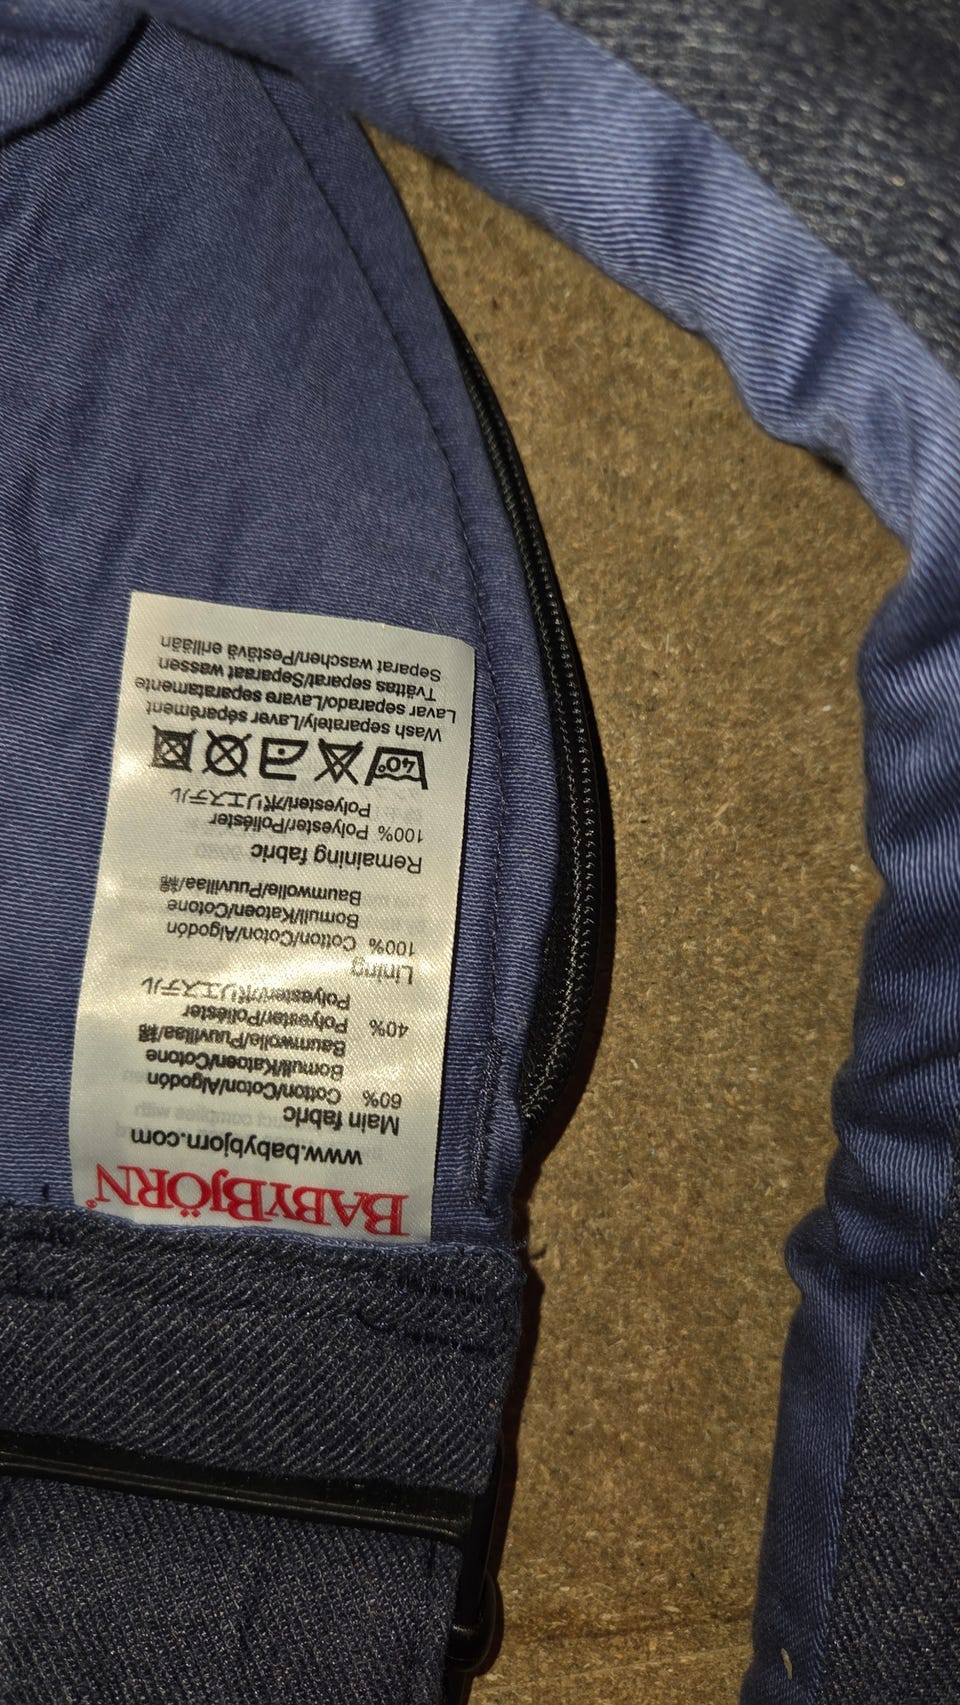 BABYBJÖRN®
www.babybjorn.com
Main fabric
60% Cotton/Coton/Algodón
Bomull/Katoen/Cotone
Baumwolle/Puuvillaa/綿
40% Polyester/Poliéster
Polyesteri/ポリエステル
Lining
100% Cotton/Coton/Algodón
Bomull/Katoen/Cotone
Baumwolle/Puuvillaa/綿
Remaining fabric
100% Polyester/Poliéster
Polyesteri/ポリエステル
40°
Wash separately/Laver séparément
Lavar separado/Lavare separatamente
Tvättas separat/Separaat wassen
Separat waschen/Pestävä erillään